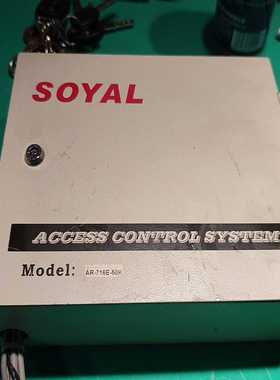 SOYAL
ACCESS CONTROL SYSTEM
Model: AR-716E-50K